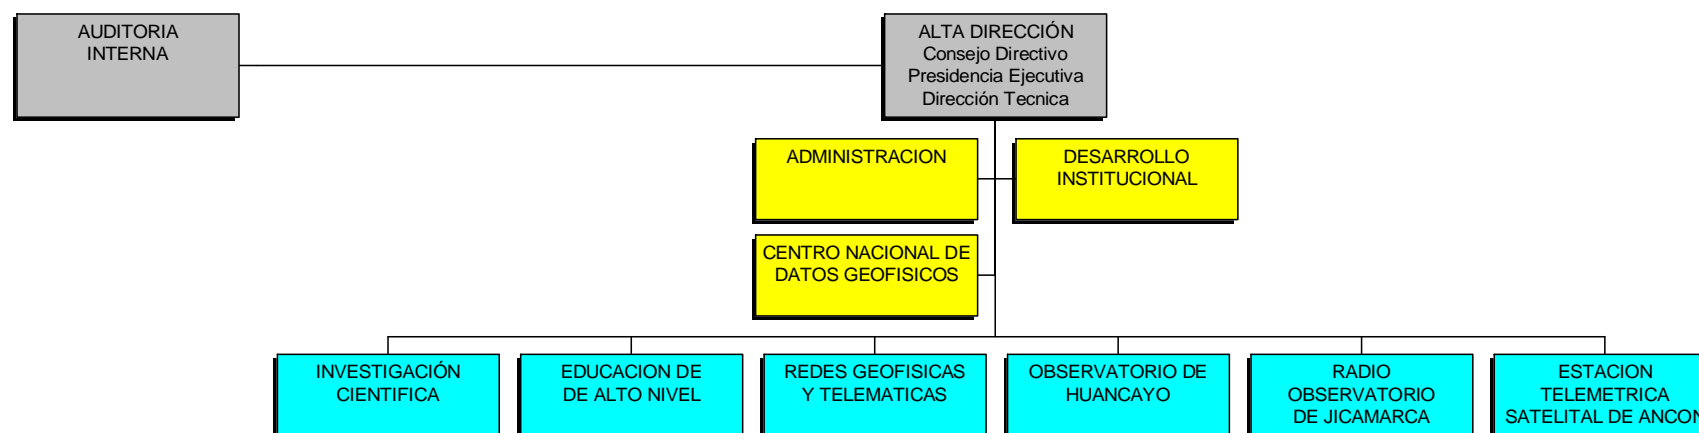 AUDITORIA
INTERNA
ALTA DIRECCIÓN
Consejo Directivo
Presidencia Ejecutiva
Dirección Tecnica
ADMINISTRACION
DESARROLLO
INSTITUCIONAL
CENTRO NACIONAL DE
DATOS GEOFISICOS
INVESTIGACIÓN
CIENTIFICA
EDUCACION DE
DE ALTO NIVEL
REDES GEOFISICAS
Y TELEMATICAS
OBSERVATORIO DE
HUANCAYO
RADIO
OBSERVATORIO
DE JICAMARCA
ESTACION
TELEMETRICA
SATELITAL DE ANCON